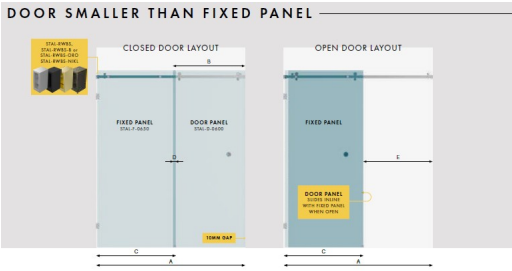 DOOR SMALLER THAN FIXED PANEL
CLOSED DOOR LAYOUT
OPEN DOOR LAYOUT
STAL-RWBS,
STAL-RWBS-B or
STAL-RWBS-ORO
STAL-RWBS-NIKL
B
FIXED PANEL
STAL-F-0650
DOOR PANEL
STAL-D-0600
FIXED PANEL
D
E
DOOR PANEL
SLIDES INLINE
WITH FIXED PANEL
WHEN OPEN
10MM GAP
C
A
C
A